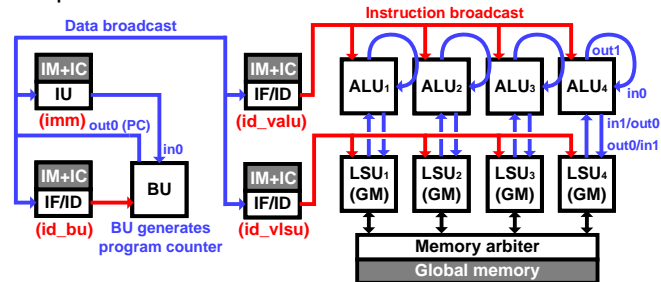 Data broadcast
Instruction broadcast
IM+IC
IU
(imm)
out0 (PC)
in0
IM+IC
IF/ID
(id_bu)
BU
BU generates
program counter
IM+IC
IF/ID
(id_valu)
IM+IC
IF/ID
(id_vlsu)
ALU1
ALU2
ALU3
ALU4
out1
in0
in1/out0
out0/in1
LSU1
(GM)
LSU2
(GM)
LSU3
(GM)
LSU4
(GM)
Memory arbiter
Global memory